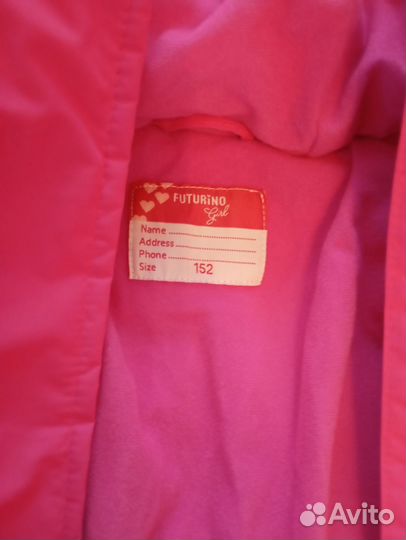 FUTURiNO
Girl
Name ....................
Address ....................
Phone ....................
Size 152
Avito